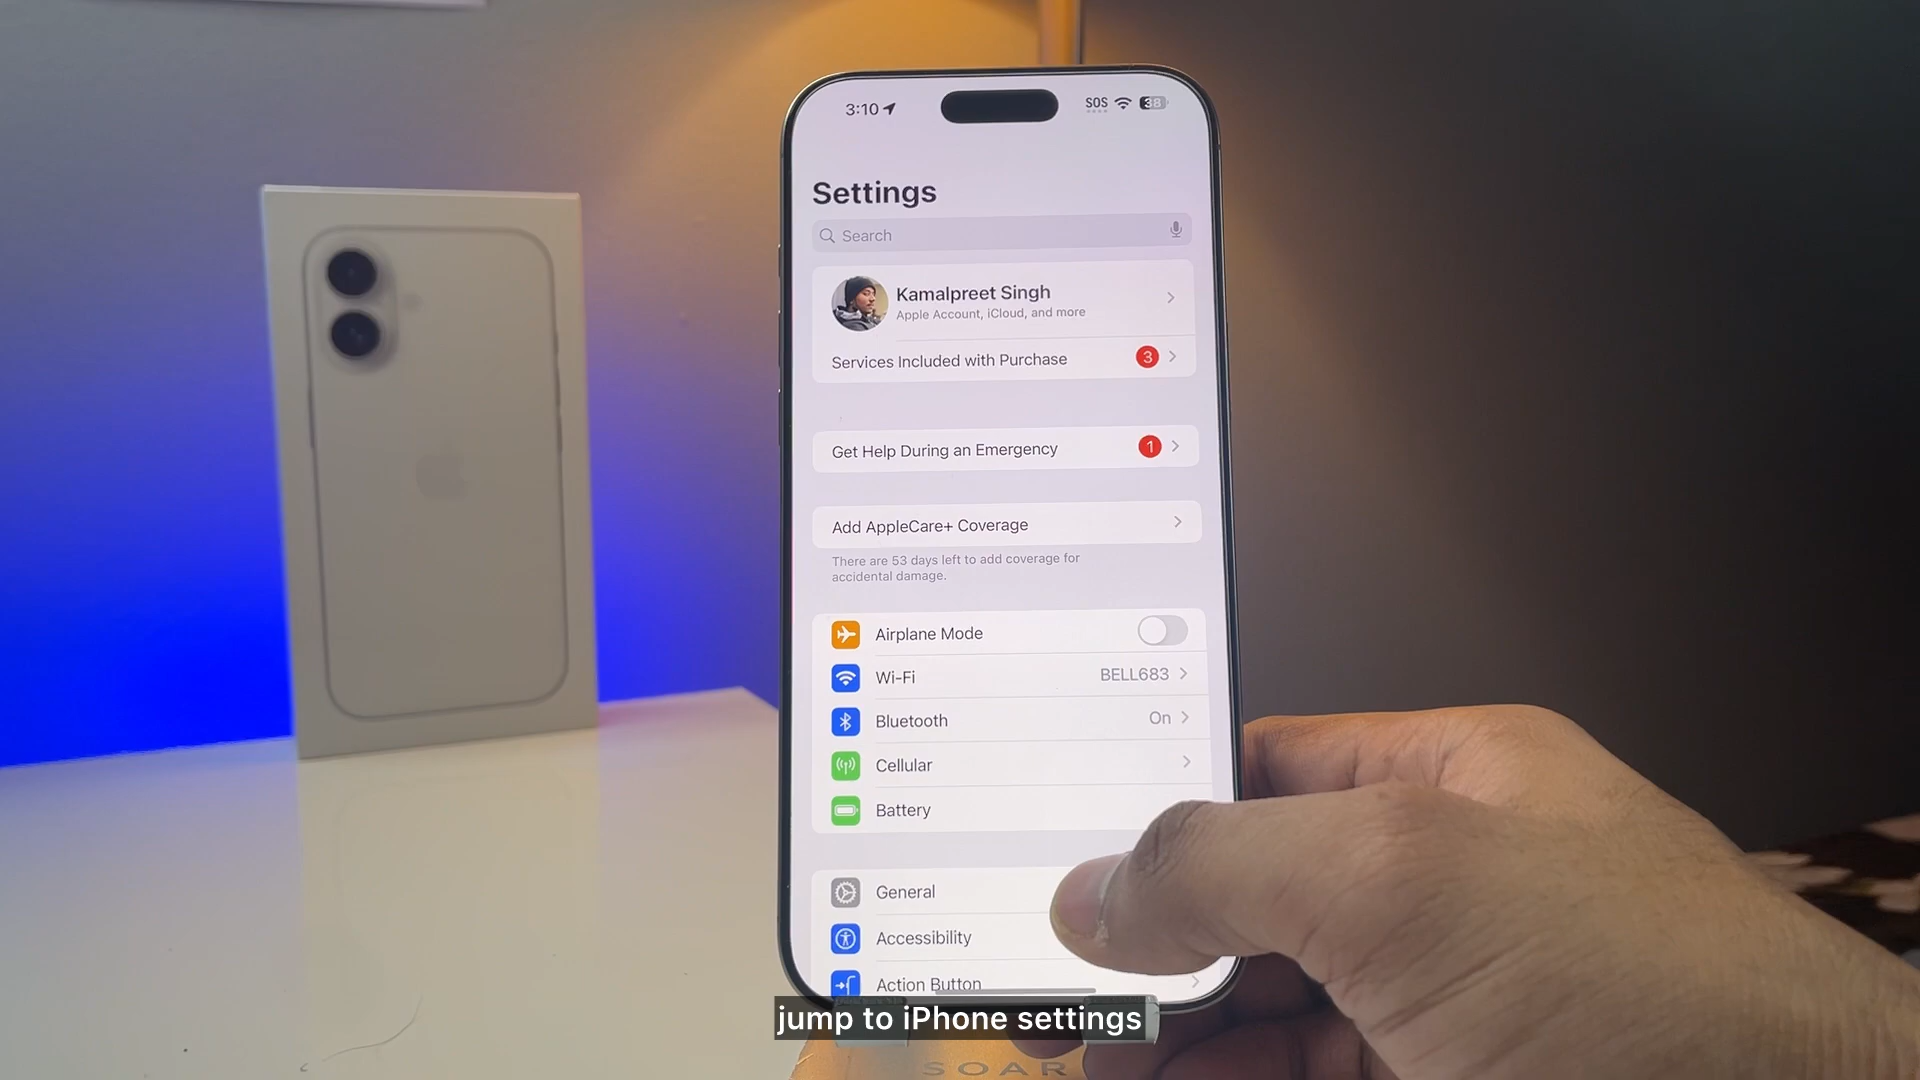 3:10
SOS
38
Settings
Search
Kamalpreet Singh
Apple Account, iCloud, and more
Services Included with Purchase
3
Get Help During an Emergency
1
Add AppleCare+ Coverage
There are 53 days left to add coverage for
accidental damage.
Airplane Mode
Wi-Fi
BELL683
Bluetooth
On
Cellular
Battery
General
Accessibility
Action Button
jump to iPhone settings
SOAR